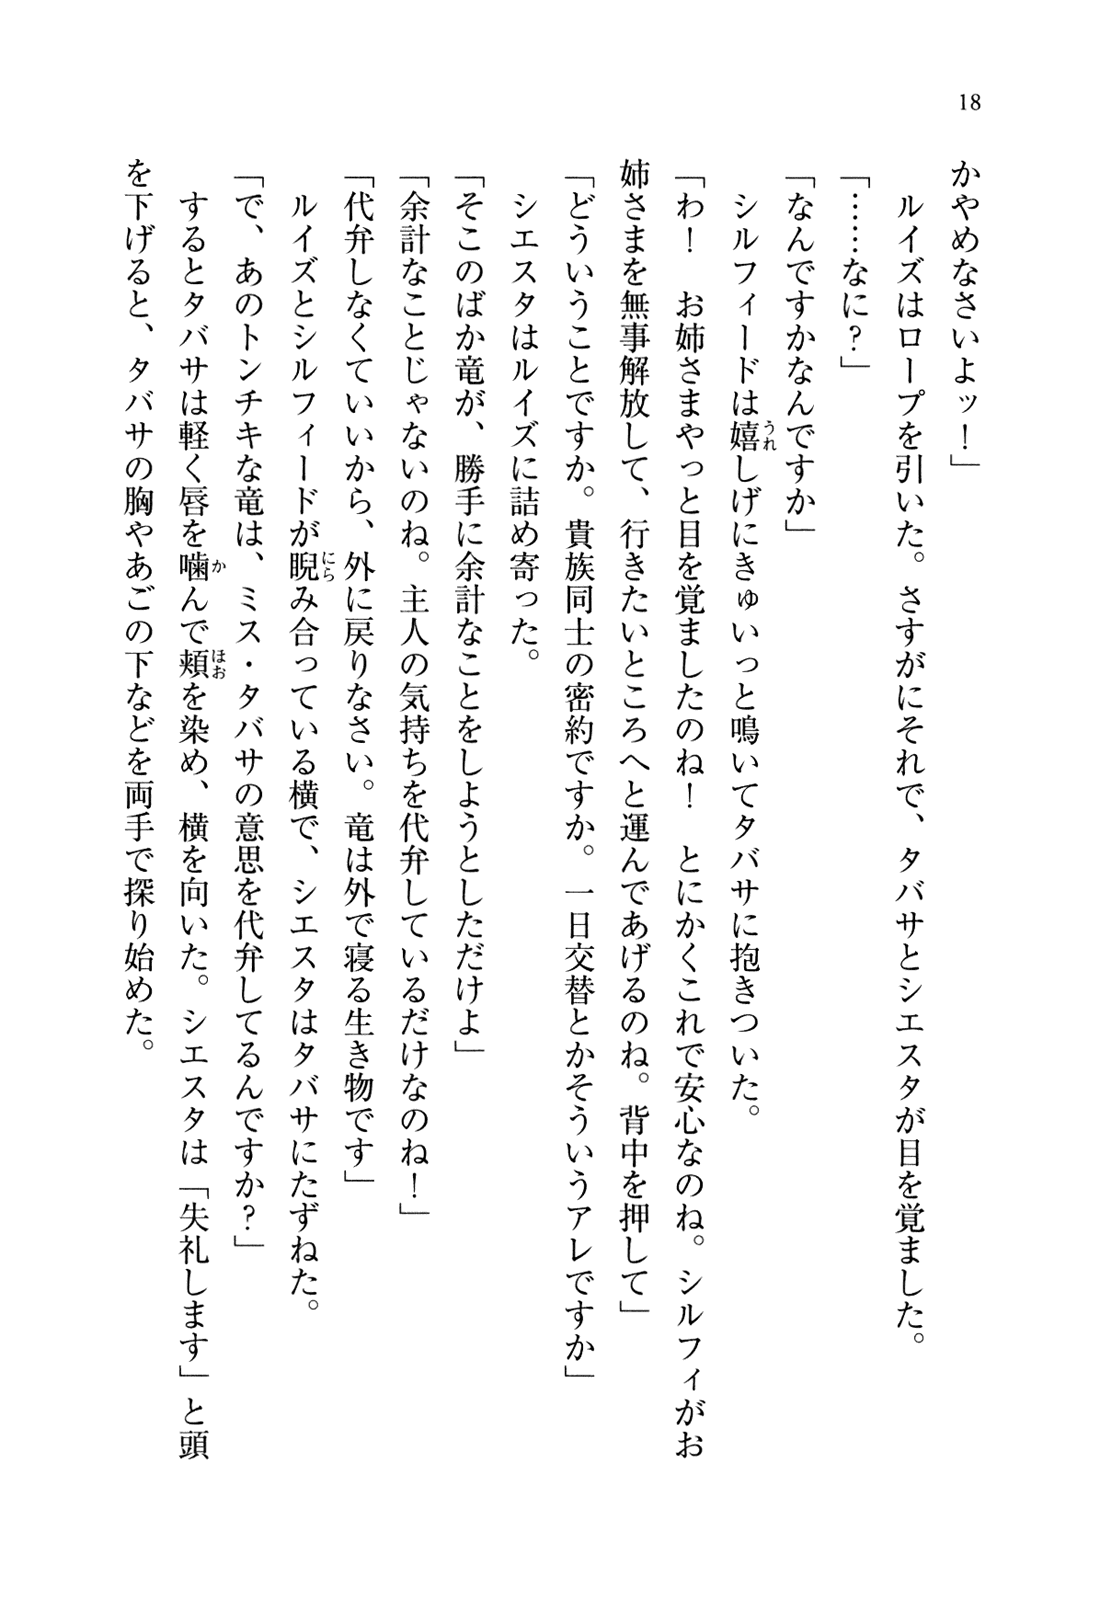 18
かやめなさいよッ！」
　ルイズはロープを引いた。さすがにそれで、タバサとシエスタが目を覚ました。
「……なに？」
「なんですかなんですか」
　シルフィードは嬉しげにきゅいっと鳴いてタバサに抱きついた。
「わ！　お姉さまやっと目を覚ましたのね！　とにかくこれで安心なのね。シルフィがお
姉さまを無事解放して、行きたいところへと運んであげるのね。背中を押して」
「どういうことですか。貴族同士の密約ですか。一日交替とかそういうアレですか」
　シエスタはルイズに詰め寄った。
「そこのばか竜が、勝手に余計なことをしようとしただけよ」
「余計なことじゃないのね。主人の気持ちを代弁しているだけなのね！」
「代弁しなくていいから、外に戻りなさい。竜は外で寝る生き物です」
　ルイズとシルフィードが睨み合っている横で、シエスタはタバサにたずねた。
「で、あのトンチキな竜は、ミス・タバサの意思を代弁してるんですか？」
　するとタバサは軽く唇を噛んで頬を染め、横を向いた。シエスタは「失礼します」と頭
を下げると、タバサの胸やあごの下などを両手で探り始めた。